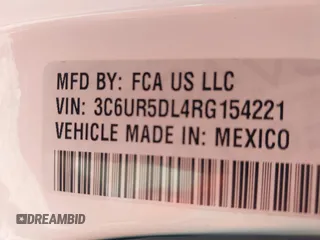 MFD BY: FCA US LLC
VIN: 3C6UR5DL4RG154221
VEHICLE MADE IN: MEXICO
DREAMBID